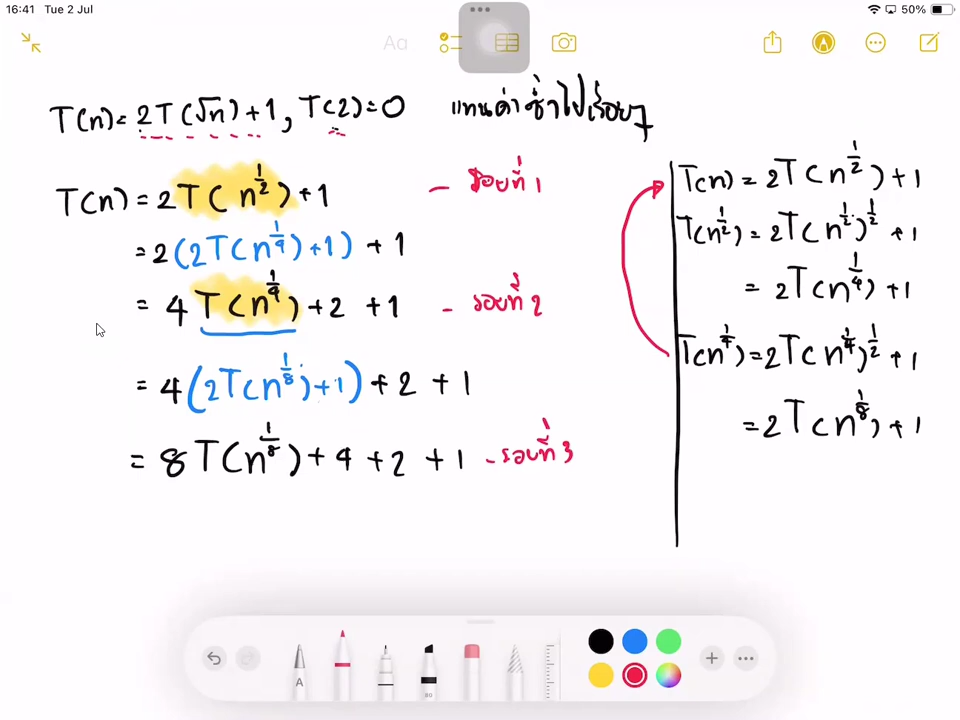 16:41 Tue 2 Jul
50%
Aa
T(n) = 2T(√n) + 1, T(2) = 0 แทนค่าซ้ำไปเรื่อยๆ
T(n) = 2T(n^{1/2}) + 1 - รอบที่ 1
= 2(2T(n^{1/4}) + 1) + 1
= 4T(n^{1/4}) + 2 + 1 - รอบที่ 2
= 4(2T(n^{1/8}) + 1) + 2 + 1
= 8T(n^{1/8}) + 4 + 2 + 1 - รอบที่ 3
T(n) = 2T(n^{1/2}) + 1
T(n^{1/2}) = 2T(n^{1/2})^{1/2} + 1
= 2T(n^{1/4}) + 1
T(n^{1/4}) = 2T(n^{1/4})^{1/2} + 1
= 2T(n^{1/8}) + 1
A
80